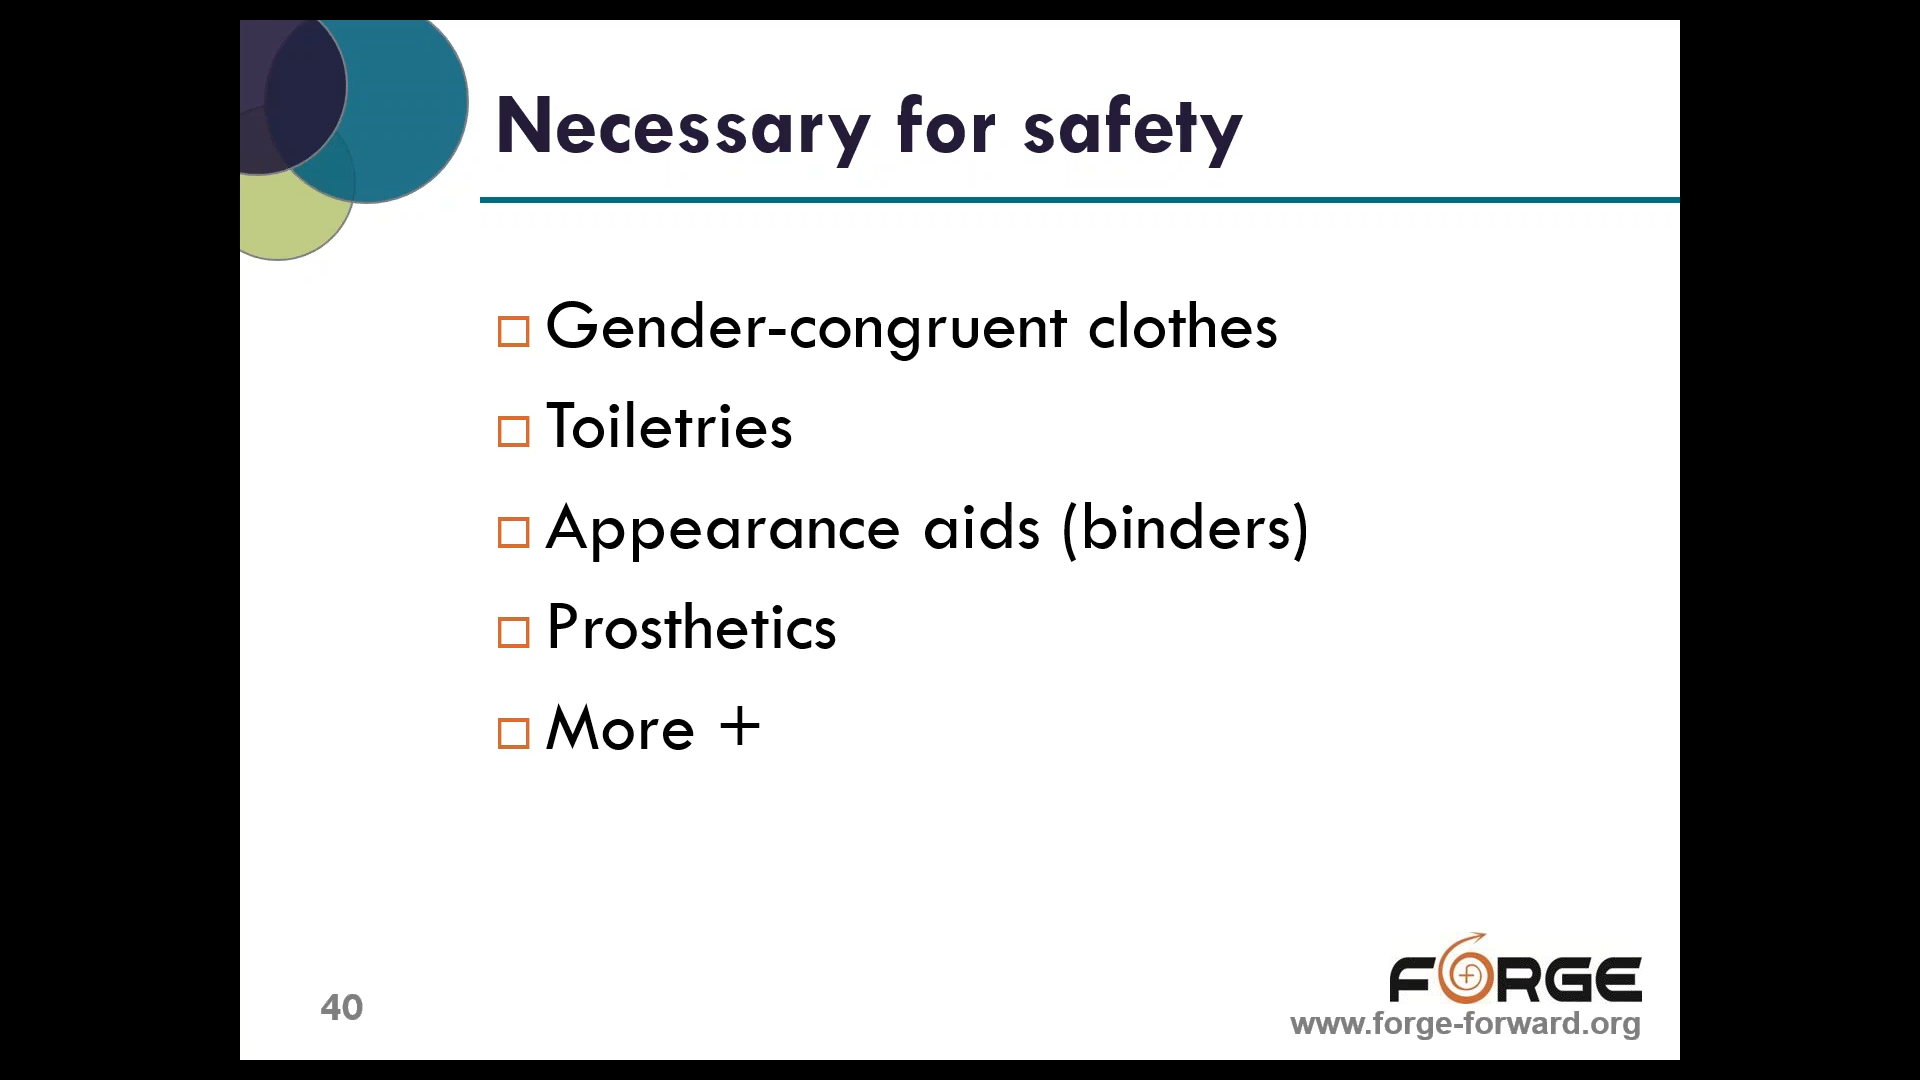 Necessary for safety
Gender-congruent clothes
Toiletries
Appearance aids (binders)
Prosthetics
More +
FORGE
40
www.forge-forward.org